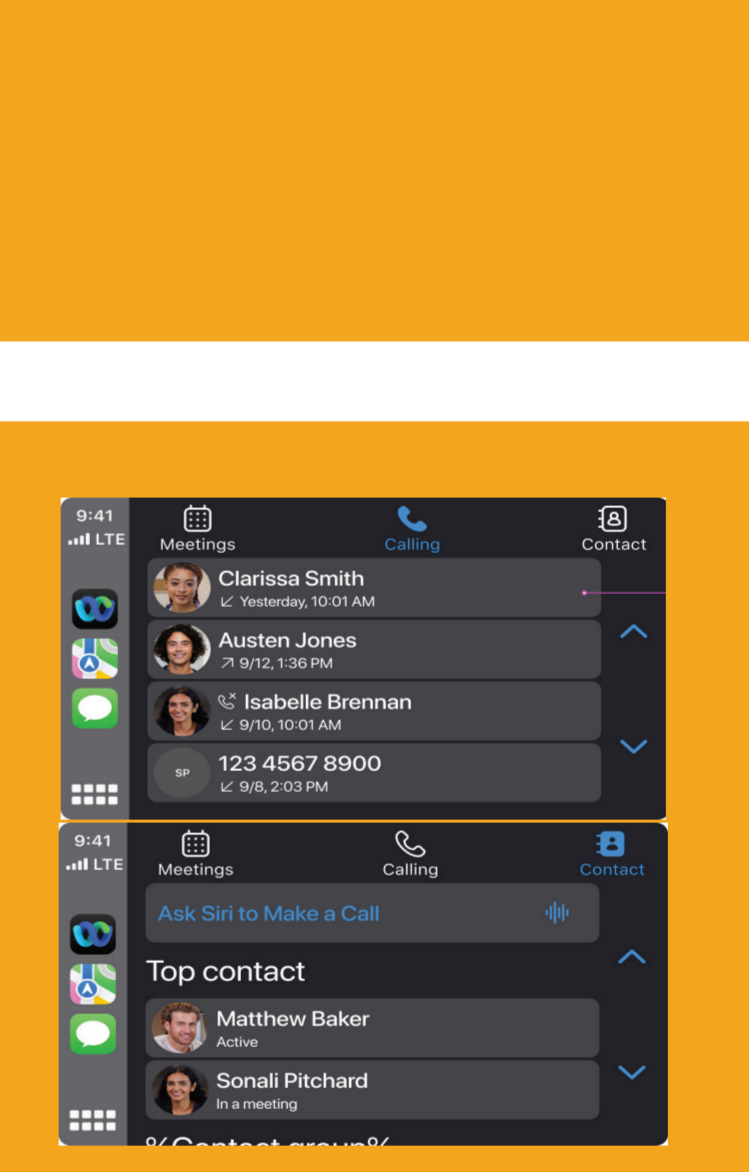 9:41
LTE
Meetings
Calling
Contact
Clarissa Smith
Yesterday, 10:01 AM
Austen Jones
9/12, 1:36 PM
Isabelle Brennan
9/10, 10:01 AM
SP
123 4567 8900
9/8, 2:03 PM
9:41
LTE
Meetings
Calling
Contact
Ask Siri to Make a Call
Top contact
Matthew Baker
Active
Sonali Pitchard
In a meeting
%Contact group%